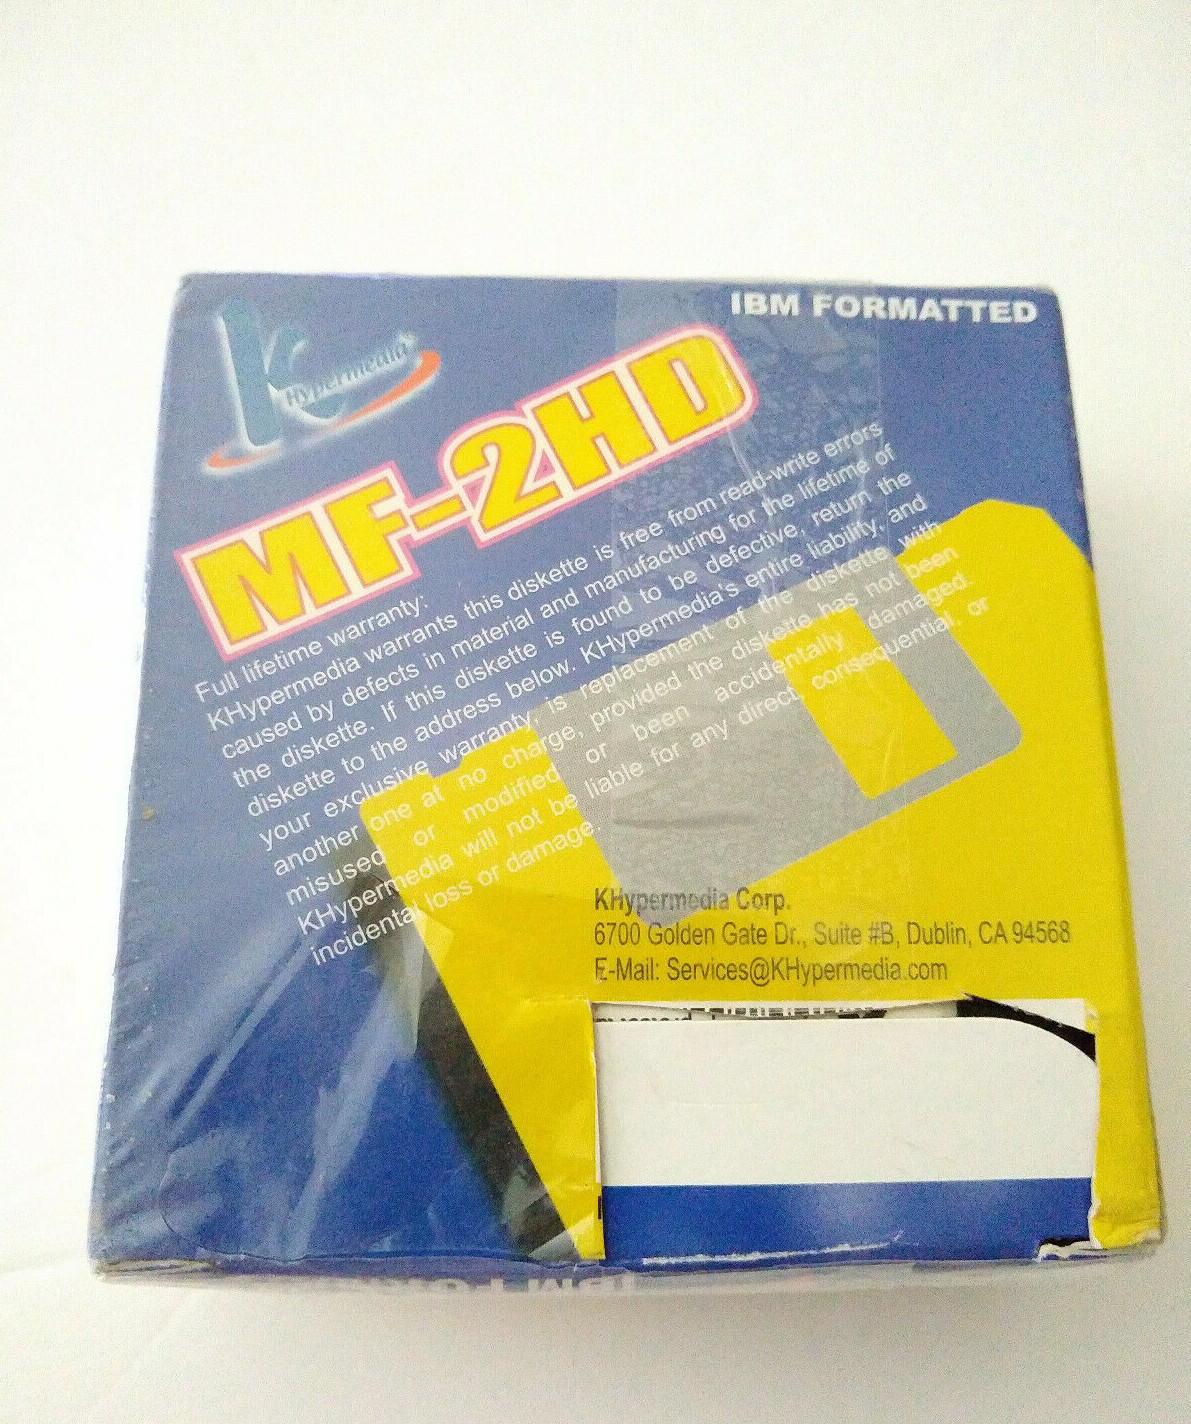 IBM FORMATTED
K
Hypermedia
MF-2HD
Full lifetime warranty:
KHypermedia warrants this diskette is free from read-write errors
caused by defects in material and manufacturing for the lifetime of
the diskette. If this diskette is found to be defective, return the
diskette to the address below. KHypermedia's entire liability, and
your exclusive warranty, is replacement of the diskette with
another one at no charge, provided the diskette has not been
misused or modified or been accidentally damaged.
KHypermedia will not be liable for any direct, consequential, or
incidental loss or damage.
KHypermedia Corp.
6700 Golden Gate Dr., Suite #B, Dublin, CA 94568
E-Mail: Services@KHypermedia.com